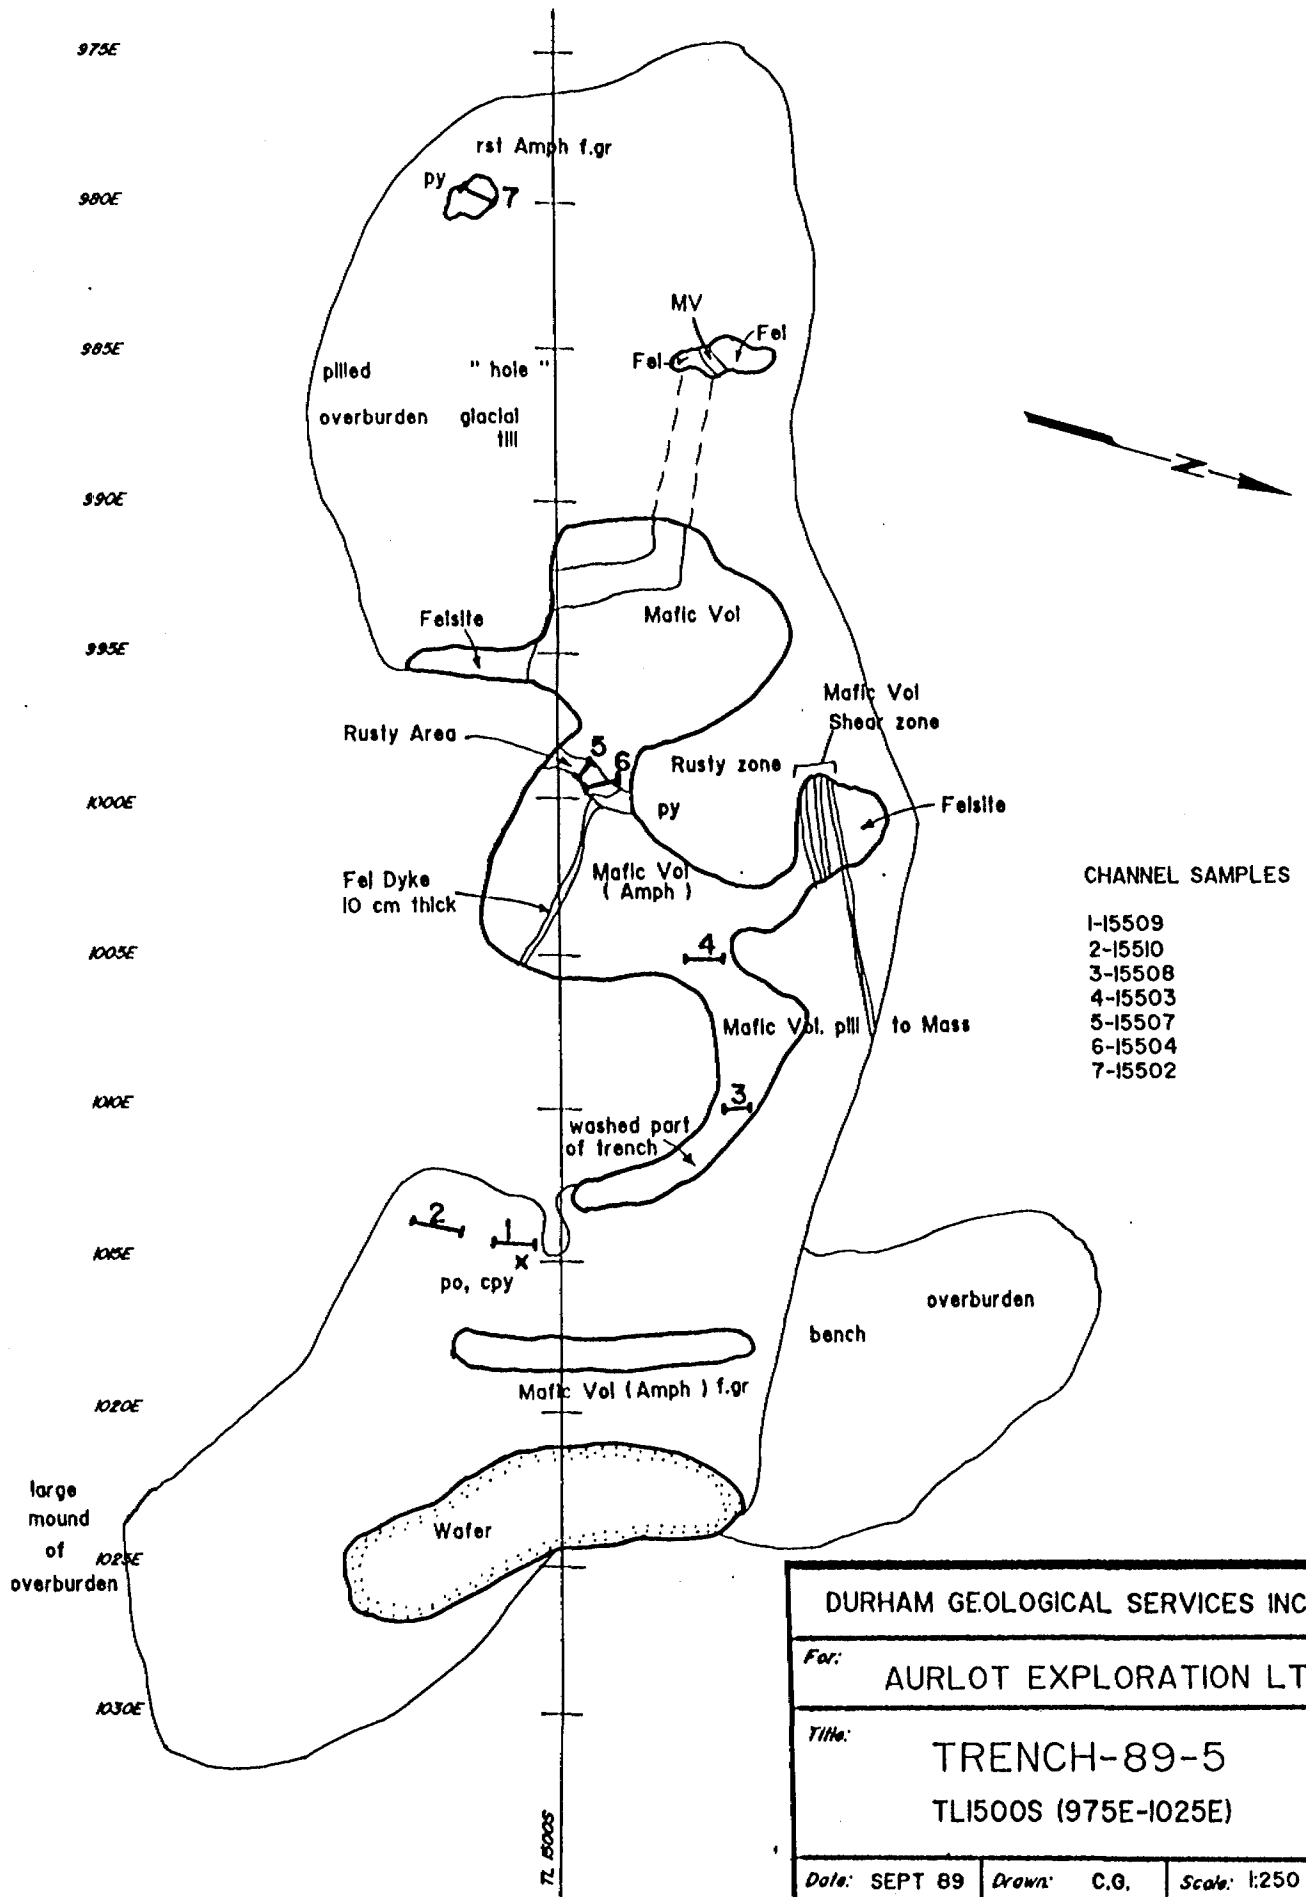 975E
rst Amph f.gr
py
7
980E
MV
Fel
Fel
985E
pilled " hole "
overburden glacial
till
N
990E
Mafic Vol
Felsite
995E
Mafic Vol
Shear zone
Rusty Area
5
6
Rusty zone
1000E
py
Felsite
Mafic Vol
( Amph )
Fel Dyke
10 cm thick
CHANNEL SAMPLES
1-15509
2-15510
3-15508
4-15503
5-15507
6-15504
7-15502
4
1005E
Mafic Vol. pill to Mass
3
1010E
washed part
of trench
2
1
x
1015E
po, cpy
overburden
bench
Mafic Vol ( Amph ) f.gr
1020E
large
mound
of
overburden
Water
1025E
1030E
TL 1500S
DURHAM GEOLOGICAL SERVICES INC
For:
AURLOT EXPLORATION LT
Title:
TRENCH-89-5
TL1500S (975E-1025E)
Date: SEPT 89 Drawn: C.G. Scale: 1:250